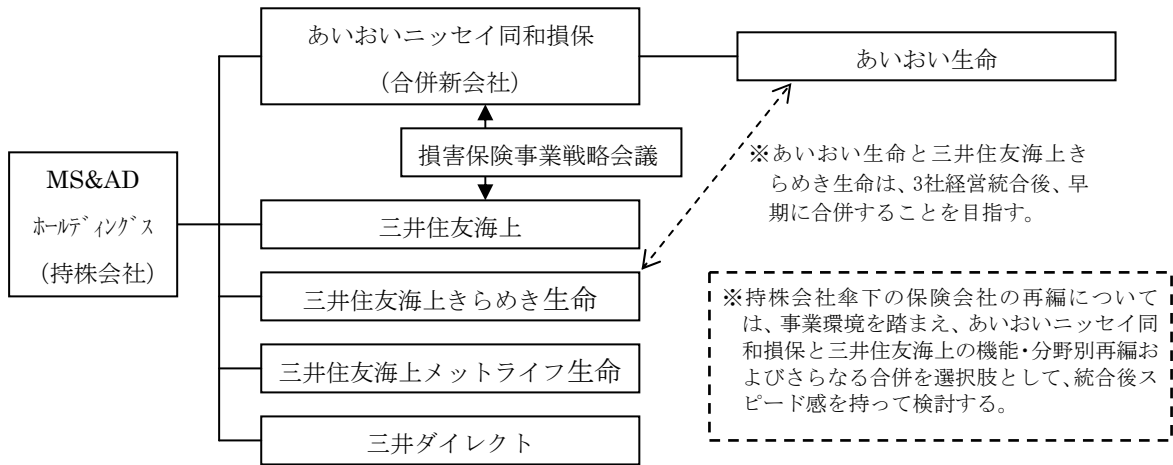 あいおいニッセイ同和損保
(合併新会社)
あいおい生命
損害保険事業戦略会議
MS&AD
ﾎｰﾙﾃﾞｨﾝｸﾞｽ
(持株会社)
三井住友海上
三井住友海上きらめき生命
三井住友海上メットライフ生命
三井ダイレクト
※あいおい生命と三井住友海上き
らめき生命は、3社経営統合後、早
期に合併することを目指す。
※持株会社傘下の保険会社の再編について
は、事業環境を踏まえ、あいおいニッセイ同
和損保と三井住友海上の機能・分野別再編お
よびさらなる合併を選択肢として、統合後ス
ピード感を持って検討する。